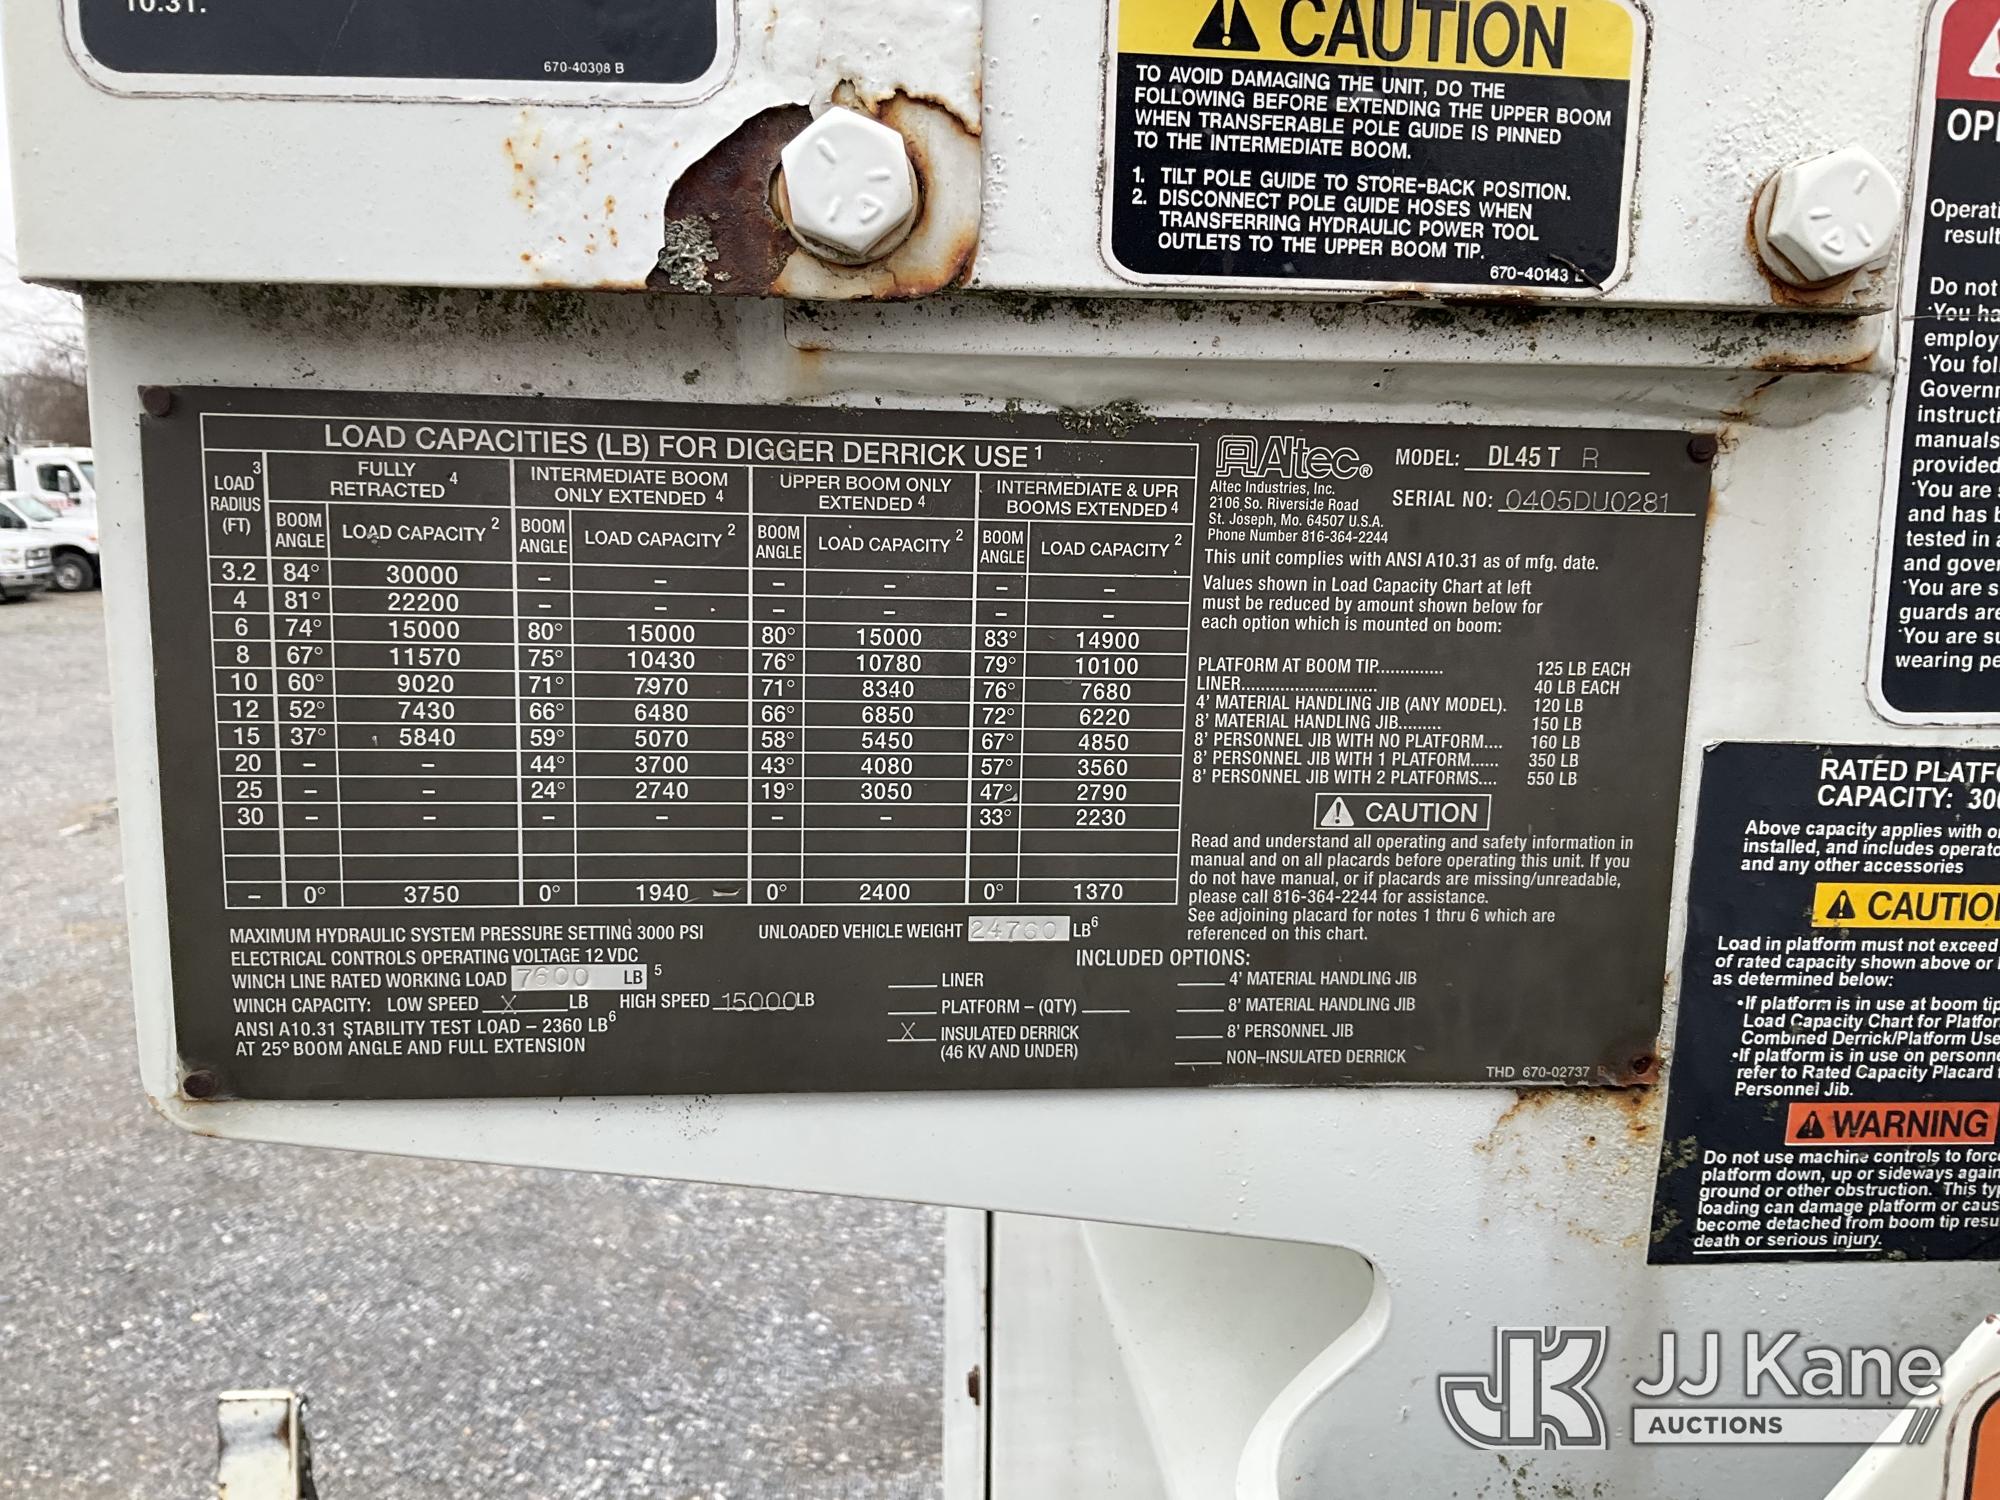 10.31.
670-40308 B
CAUTION
TO AVOID DAMAGING THE UNIT, DO THE
FOLLOWING BEFORE EXTENDING THE UPPER BOOM
WHEN TRANSFERABLE POLE GUIDE IS PINNED
TO THE INTERMEDIATE BOOM.
1. TILT POLE GUIDE TO STORE-BACK POSITION.
2. DISCONNECT POLE GUIDE HOSES WHEN
TRANSFERRING HYDRAULIC POWER TOOL
OUTLETS TO THE UPPER BOOM TIP.
670-40143
LOAD CAPACITIES (LB) FOR DIGGER DERRICK USE 1
LOAD 3 RADIUS (FT) FULLY RETRACTED 4 INTERMEDIATE BOOM ONLY EXTENDED 4 UPPER BOOM ONLY EXTENDED 4 INTERMEDIATE & UPR BOOMS EXTENDED 4
BOOM ANGLE LOAD CAPACITY 2 BOOM ANGLE LOAD CAPACITY 2 BOOM ANGLE LOAD CAPACITY 2 BOOM ANGLE LOAD CAPACITY 2
3.2 84° 30000 – – – – – –
4 81° 22200 – – – – – –
6 74° 15000 80° 15000 80° 15000 83° 14900
8 67° 11570 75° 10430 76° 10780 79° 10100
10 60° 9020 71° 7970 71° 8340 76° 7680
12 52° 7430 66° 6480 66° 6850 72° 6220
15 37° 5840 59° 5070 58° 5450 67° 4850
20 – – 44° 3700 43° 4080 57° 3560
25 – – 24° 2740 19° 3050 47° 2790
30 – – – – – – 33° 2230
– 0° 3750 0° 1940 0° 2400 0° 1370
MAXIMUM HYDRAULIC SYSTEM PRESSURE SETTING 3000 PSI
ELECTRICAL CONTROLS OPERATING VOLTAGE 12 VDC
WINCH LINE RATED WORKING LOAD 7600 LB 5
WINCH CAPACITY: LOW SPEED X LB HIGH SPEED 15000 LB
ANSI A10.31 STABILITY TEST LOAD – 2360 LB 6
AT 25° BOOM ANGLE AND FULL EXTENSION
UNLOADED VEHICLE WEIGHT 24760 LB 6
INCLUDED OPTIONS:
LINER
PLATFORM – (QTY)
X INSULATED DERRICK
(46 KV AND UNDER)
4' MATERIAL HANDLING JIB
8' MATERIAL HANDLING JIB
8' PERSONNEL JIB
NON–INSULATED DERRICK
THD 670-02737
Altec®
Altec Industries, Inc.
2106 So. Riverside Road
St. Joseph, Mo. 64507 U.S.A.
Phone Number 816-364-2244
MODEL: DL45 T R
SERIAL NO: 0405DU0281
This unit complies with ANSI A10.31 as of mfg. date.
Values shown in Load Capacity Chart at left
must be reduced by amount shown below for
each option which is mounted on boom:
PLATFORM AT BOOM TIP.............. 125 LB EACH
LINER............................ 40 LB EACH
4' MATERIAL HANDLING JIB (ANY MODEL). 120 LB
8' MATERIAL HANDLING JIB......... 150 LB
8' PERSONNEL JIB WITH NO PLATFORM.... 160 LB
8' PERSONNEL JIB WITH 1 PLATFORM...... 350 LB
8' PERSONNEL JIB WITH 2 PLATFORMS.... 550 LB
CAUTION
Read and understand all operating and safety information in
manual and on all placards before operating this unit. If you
do not have manual, or if placards are missing/unreadable,
please call 816-364-2244 for assistance.
See adjoining placard for notes 1 thru 6 which are
referenced on this chart.
Do not
·You
employ
·You
instructi
manuals
provided
·You are
and has
tested in
and
·You are
guards are
·You are
wearing
RATED
CAPACITY:
Above capacity applies with
installed, and includes
and any other accessories
CAUTION
Load in platform must not exceed
of rated capacity shown above or
as determined below:
•If platform is in use at boom tip
Load Capacity Chart for
Combined Derrick/Platform Use
•If platform is in use on
refer to Rated Capacity Placard
Personnel Jib.
WARNING
Do not use machine controls to
platform down, up or sideways
ground or other obstruction. This
loading can damage platform or
become detached from boom tip
death or serious injury.
JK JJ Kane
AUCTIONS